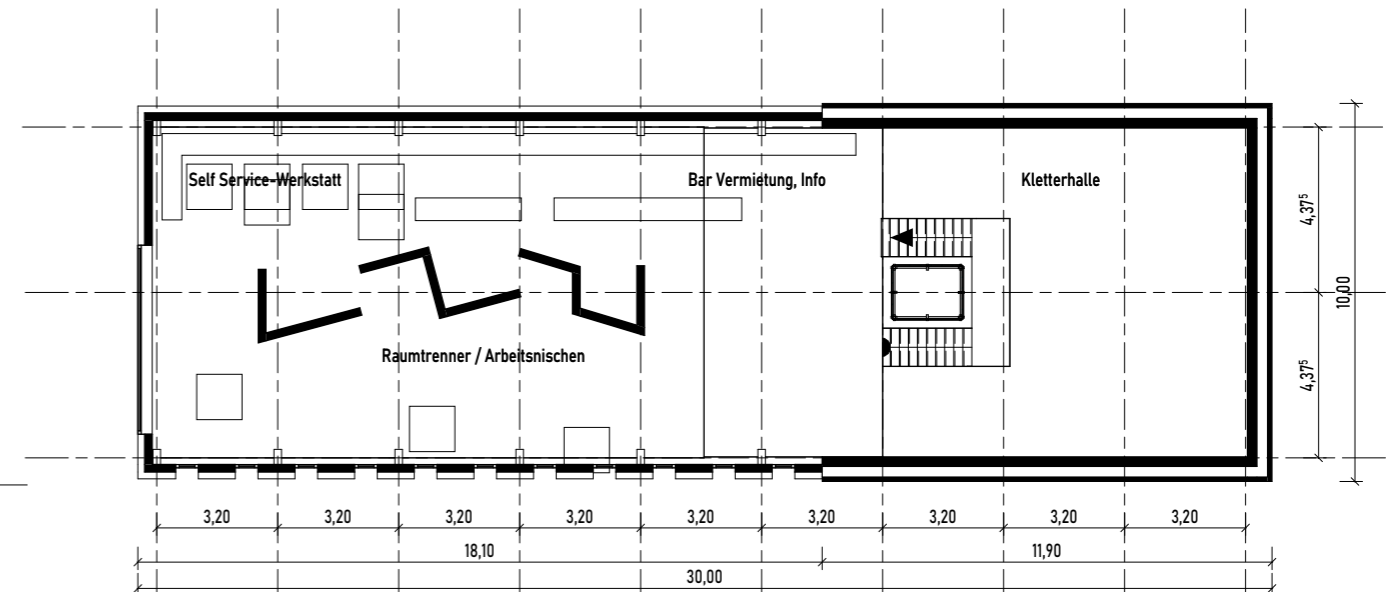 Self Service-Werkstatt
Bar Vermietung, Info
Kletterhalle
Raumtrenner / Arbeitsnischen
4,37⁵
10,00
4,37⁵
3,20 3,20 3,20 3,20 3,20 3,20 3,20 3,20 3,20
18,10 11,90
30,00